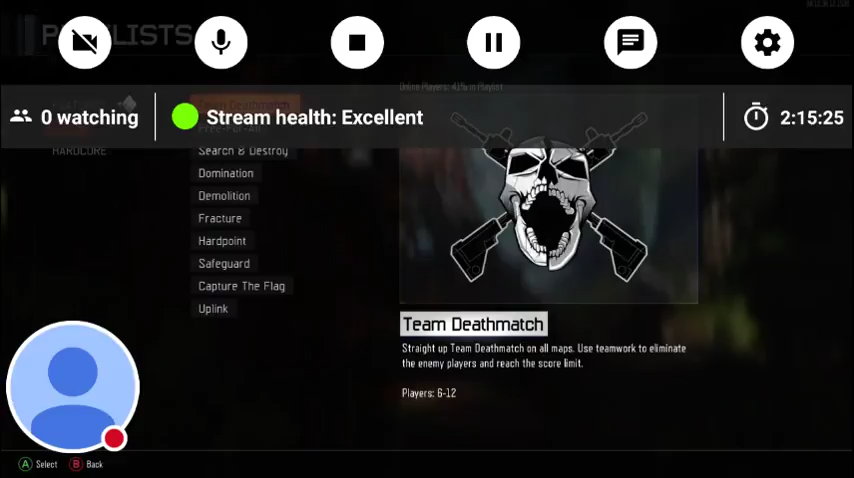 PLAYLISTS
Online Players: 41% in Playlist
0 watching
Stream health: Excellent
2:15:25
Team Deathmatch
Free-For-All
HARDCORE
Search & Destroy
Domination
Demolition
Fracture
Hardpoint
Safeguard
Capture The Flag
Uplink
Team Deathmatch
Straight up Team Deathmatch on all maps. Use teamwork to eliminate
the enemy players and reach the score limit.
Players: 6-12
A Select B Back